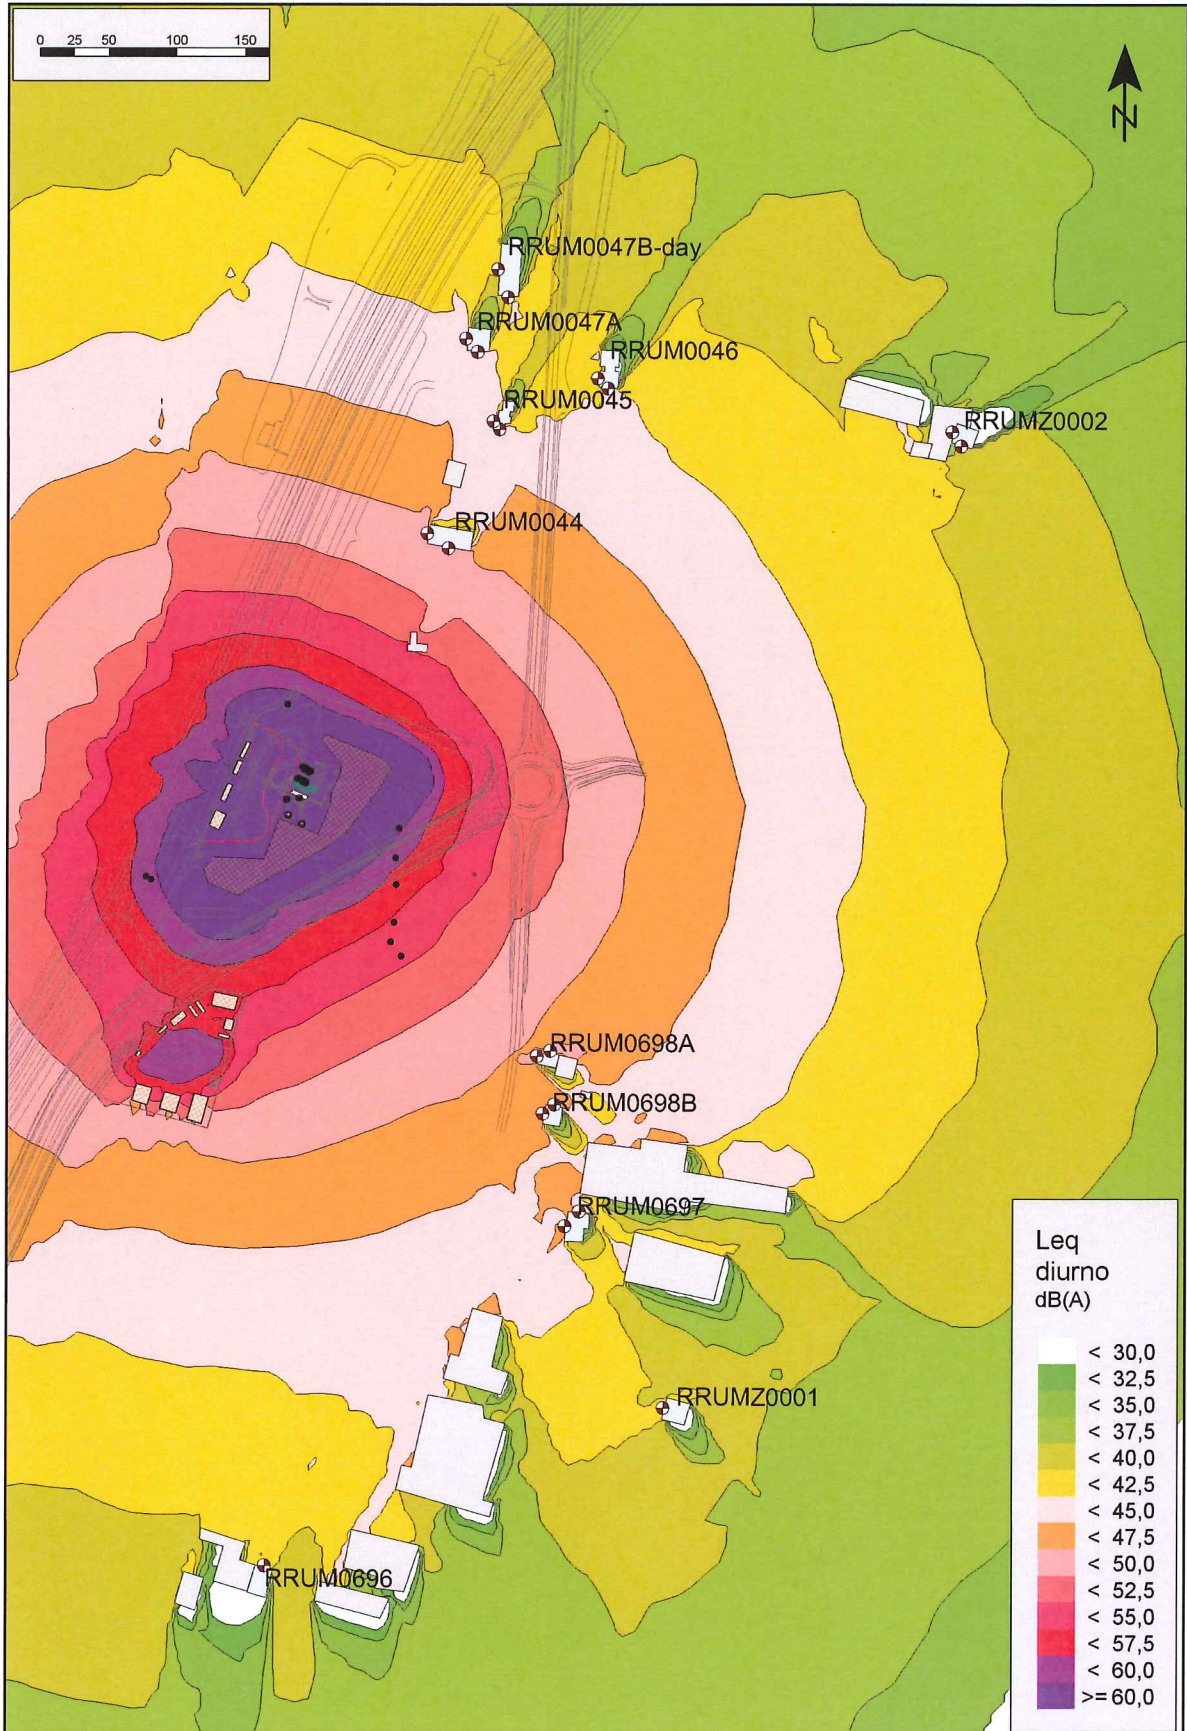 0 25 50 100 150
N
RRUM0047B-day
RRUM0047A
RRUM0046
RRUM0045
RRUMZ0002
RRUM0044
RRUM0698A
RRUM0698B
RRUM0697
RRUMZ0001
RRUM0696
Leq
diurno
dB(A)
< 30,0
< 32,5
< 35,0
< 37,5
< 40,0
< 42,5
< 45,0
< 47,5
< 50,0
< 52,5
< 55,0
< 57,5
< 60,0
>= 60,0